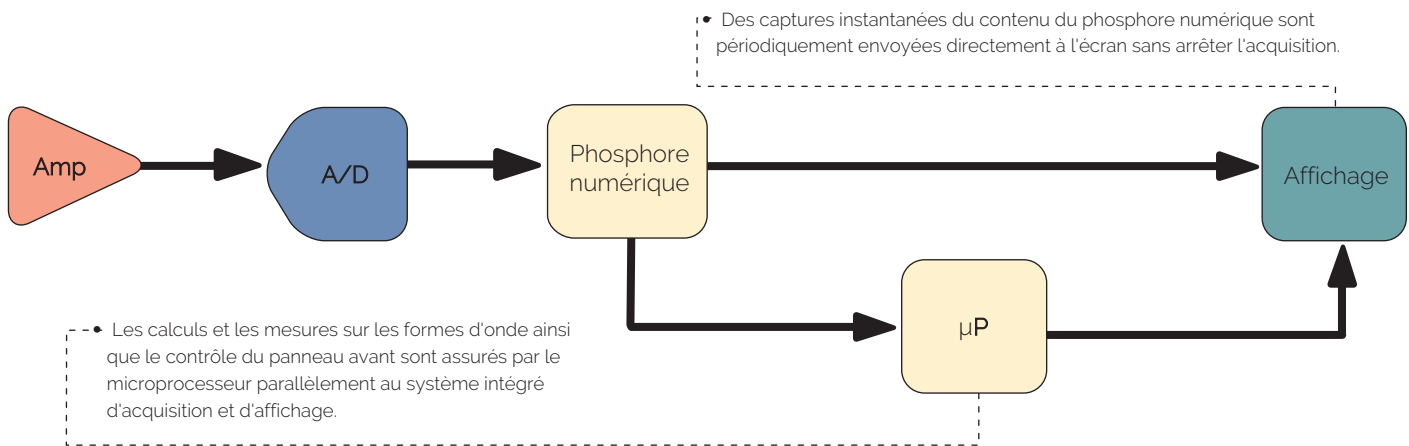 • Des captures instantanées du contenu du phosphore numérique sont
périodiquement envoyées directement à l'écran sans arrêter l'acquisition.
Amp
A/D
Phosphore
numérique
Affichage
µP
• Les calculs et les mesures sur les formes d'onde ainsi
que le contrôle du panneau avant sont assurés par le
microprocesseur parallèlement au système intégré
d'acquisition et d'affichage.